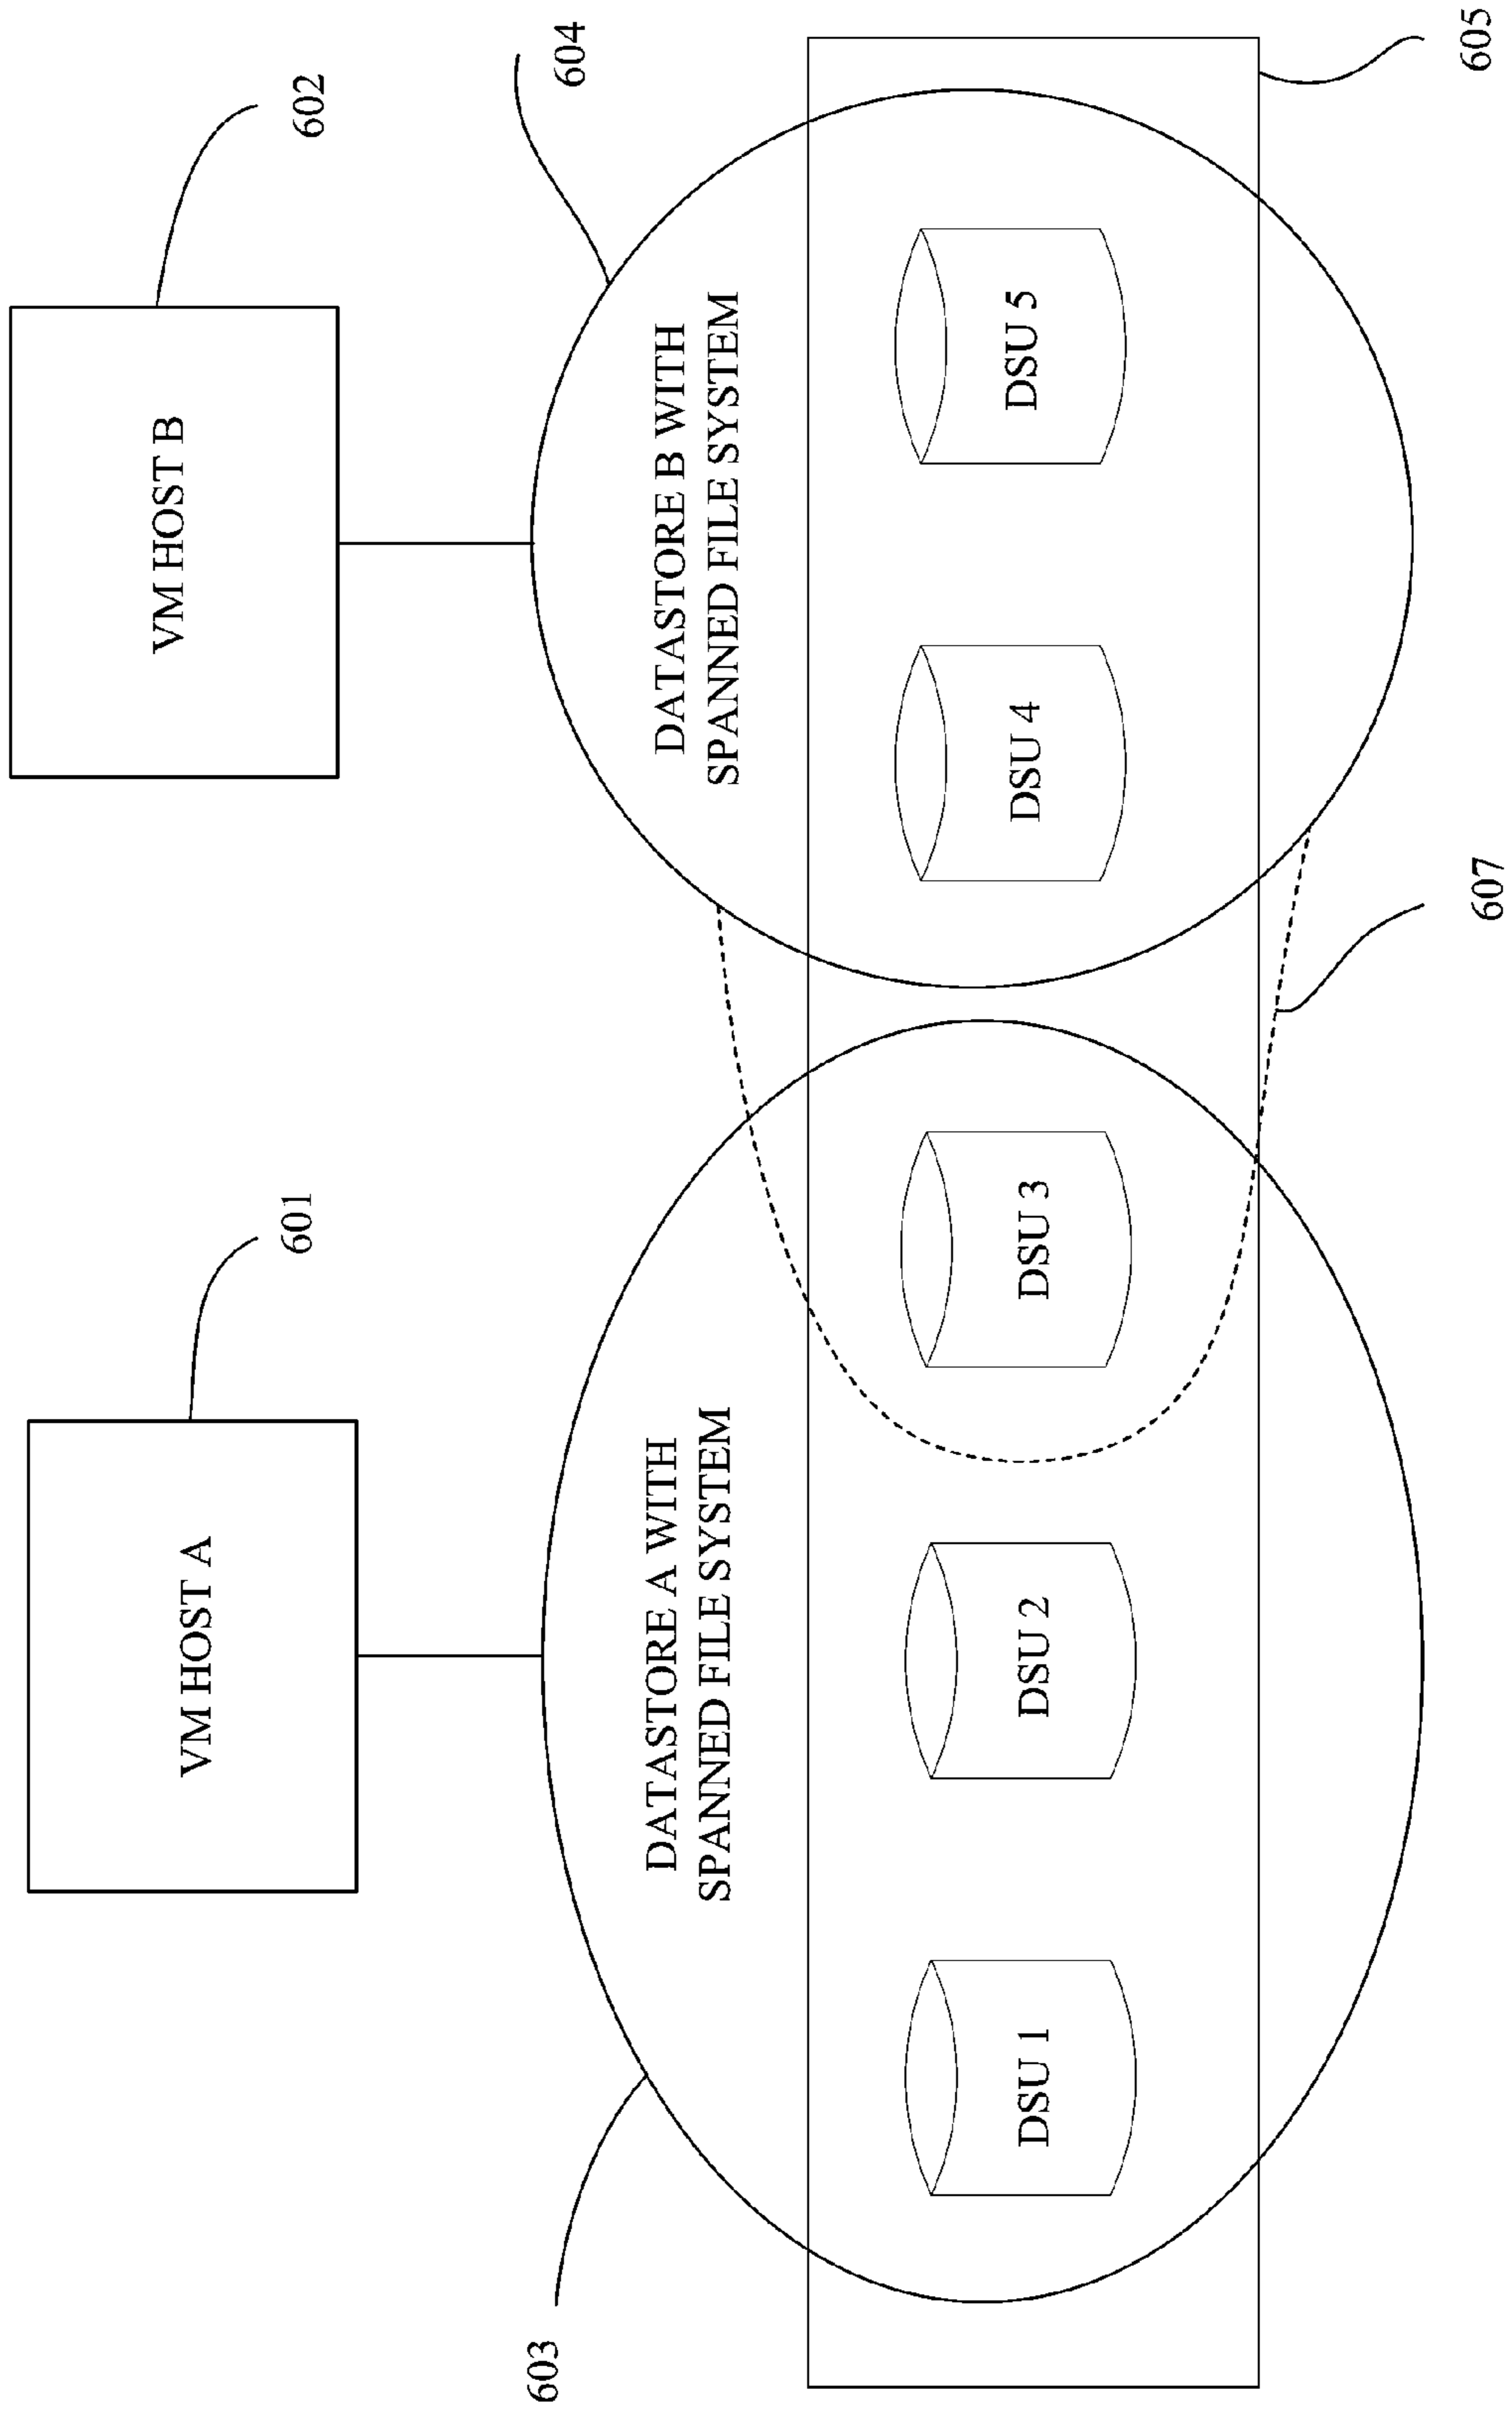 601
602
VM HOST A
VM HOST B
603
604
DATASTORE A WITH
SPANNED FILE SYSTEM
DATASTORE B WITH
SPANNED FILE SYSTEM
DSU 1
DSU 2
DSU 3
DSU 4
DSU 5
607
605